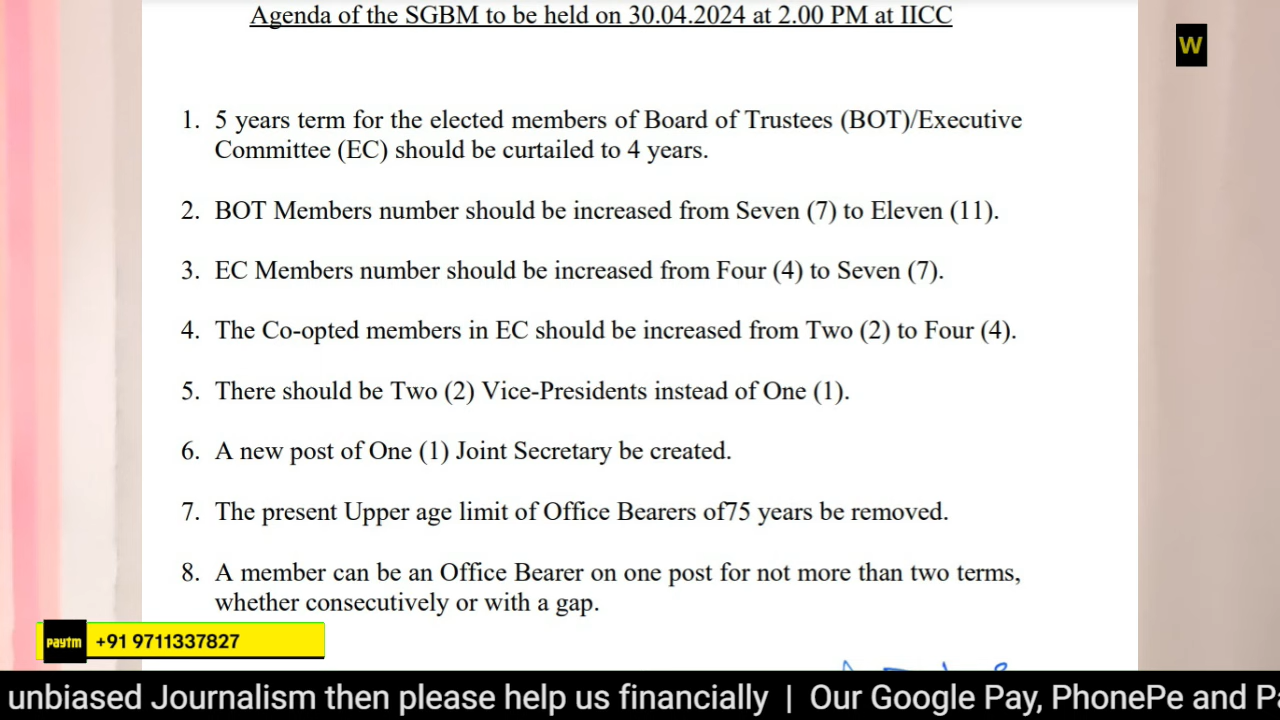 Agenda of the SGBM to be held on 30.04.2024 at 2.00 PM at IICC
W
1. 5 years term for the elected members of Board of Trustees (BOT)/Executive
Committee (EC) should be curtailed to 4 years.
2. BOT Members number should be increased from Seven (7) to Eleven (11).
3. EC Members number should be increased from Four (4) to Seven (7).
4. The Co-opted members in EC should be increased from Two (2) to Four (4).
5. There should be Two (2) Vice-Presidents instead of One (1).
6. A new post of One (1) Joint Secretary be created.
7. The present Upper age limit of Office Bearers of75 years be removed.
8. A member can be an Office Bearer on one post for not more than two terms,
whether consecutively or with a gap.
paytm +91 9711337827
unbiased Journalism then please help us financially | Our Google Pay, PhonePe and